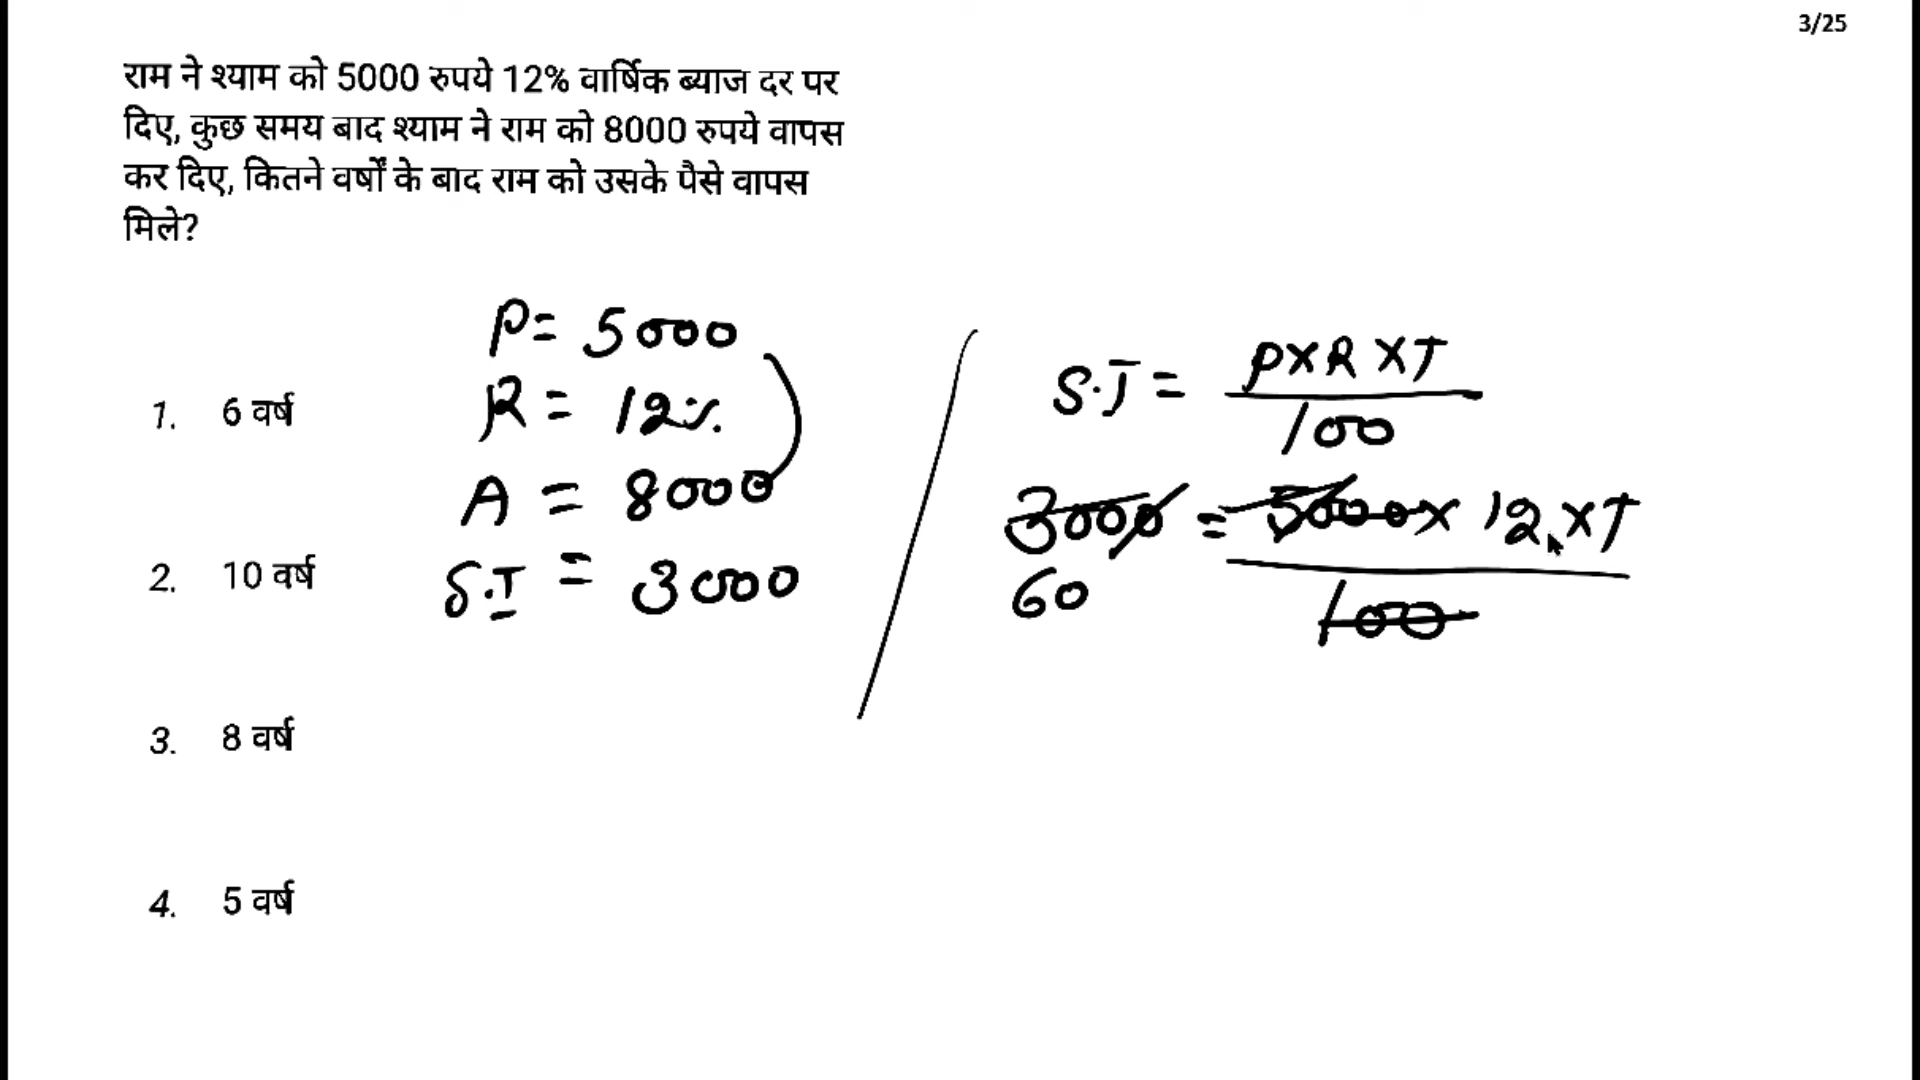 3/25
राम ने श्याम को 5000 रुपये 12% वार्षिक ब्याज दर पर
दिए, कुछ समय बाद श्याम ने राम को 8000 रुपये वापस
कर दिए, कितने वर्षों के बाद राम को उसके पैसे वापस
मिले?
1. 6 वर्ष
2. 10 वर्ष
3. 8 वर्ष
4. 5 वर्ष
P= 5000
R = 12%
A = 8000
S.I = 3000
S.I = P×R×T
100
3000 = 5000× 12×T
60
100